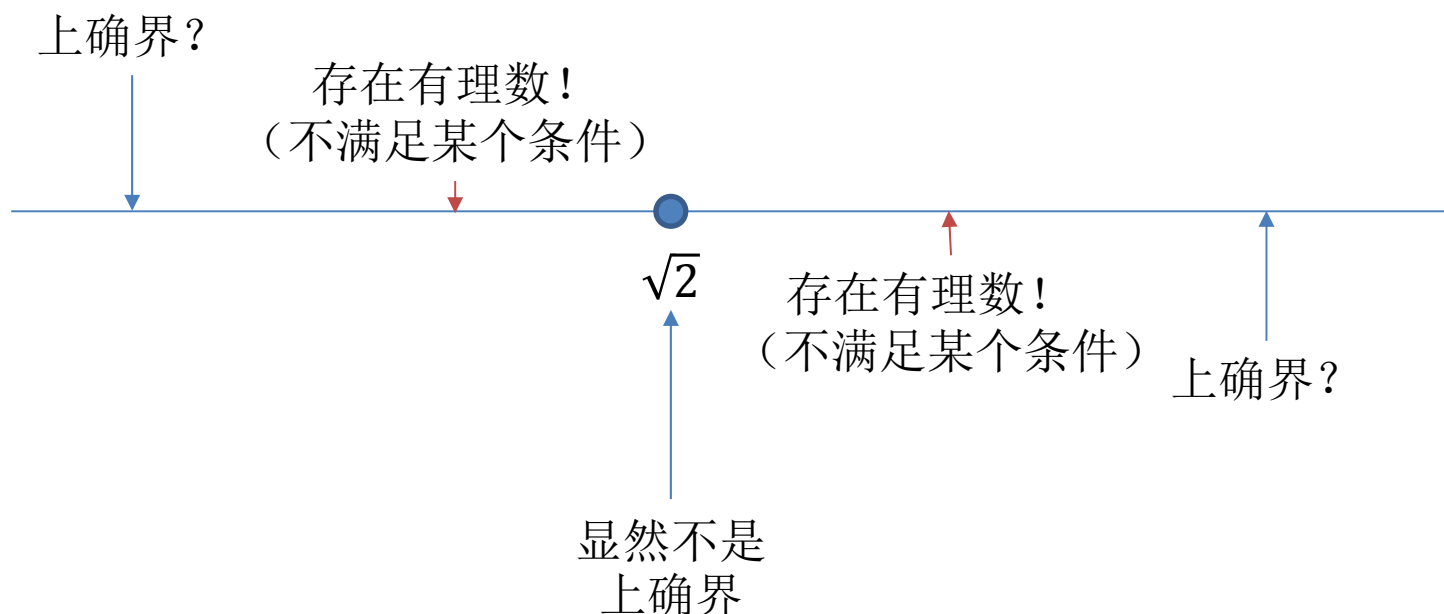 上确界？
存在有理数！
（不满足某个条件）
√2
存在有理数！
（不满足某个条件）
上确界？
显然不是
上确界